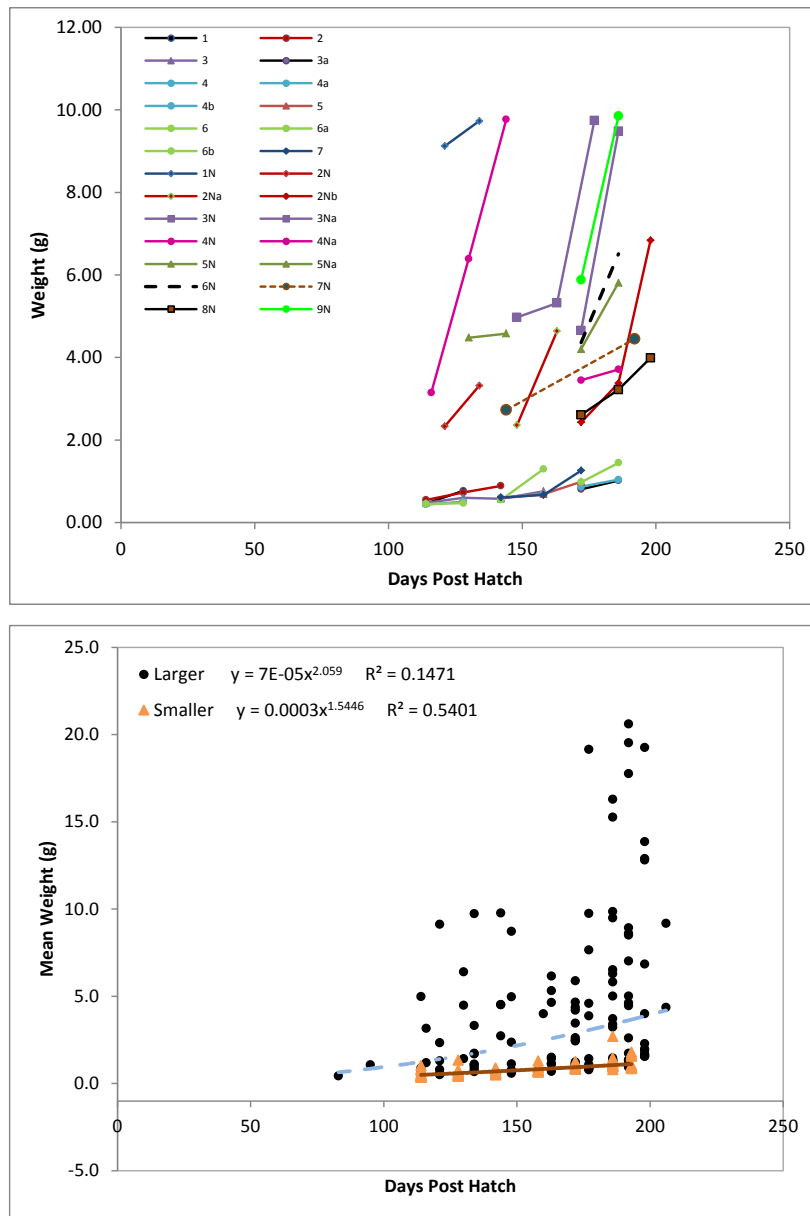 12.00
10.00
8.00
6.00
4.00
2.00
0.00
Weight (g)
1 2
3 3a
4 4a
4b 5
6 6a
6b 7
1N 2N
2Na 2Nb
3N 3Na
4N 4Na
5N 5Na
6N 7N
8N 9N
0 50 100 150 200 250
Days Post Hatch
25.0
20.0
15.0
10.0
5.0
0.0
-5.0
Mean Weight (g)
Larger y = 7E-05x^2.059 R² = 0.1471
Smaller y = 0.0003x^1.5446 R² = 0.5401
0 50 100 150 200 250
Days Post Hatch